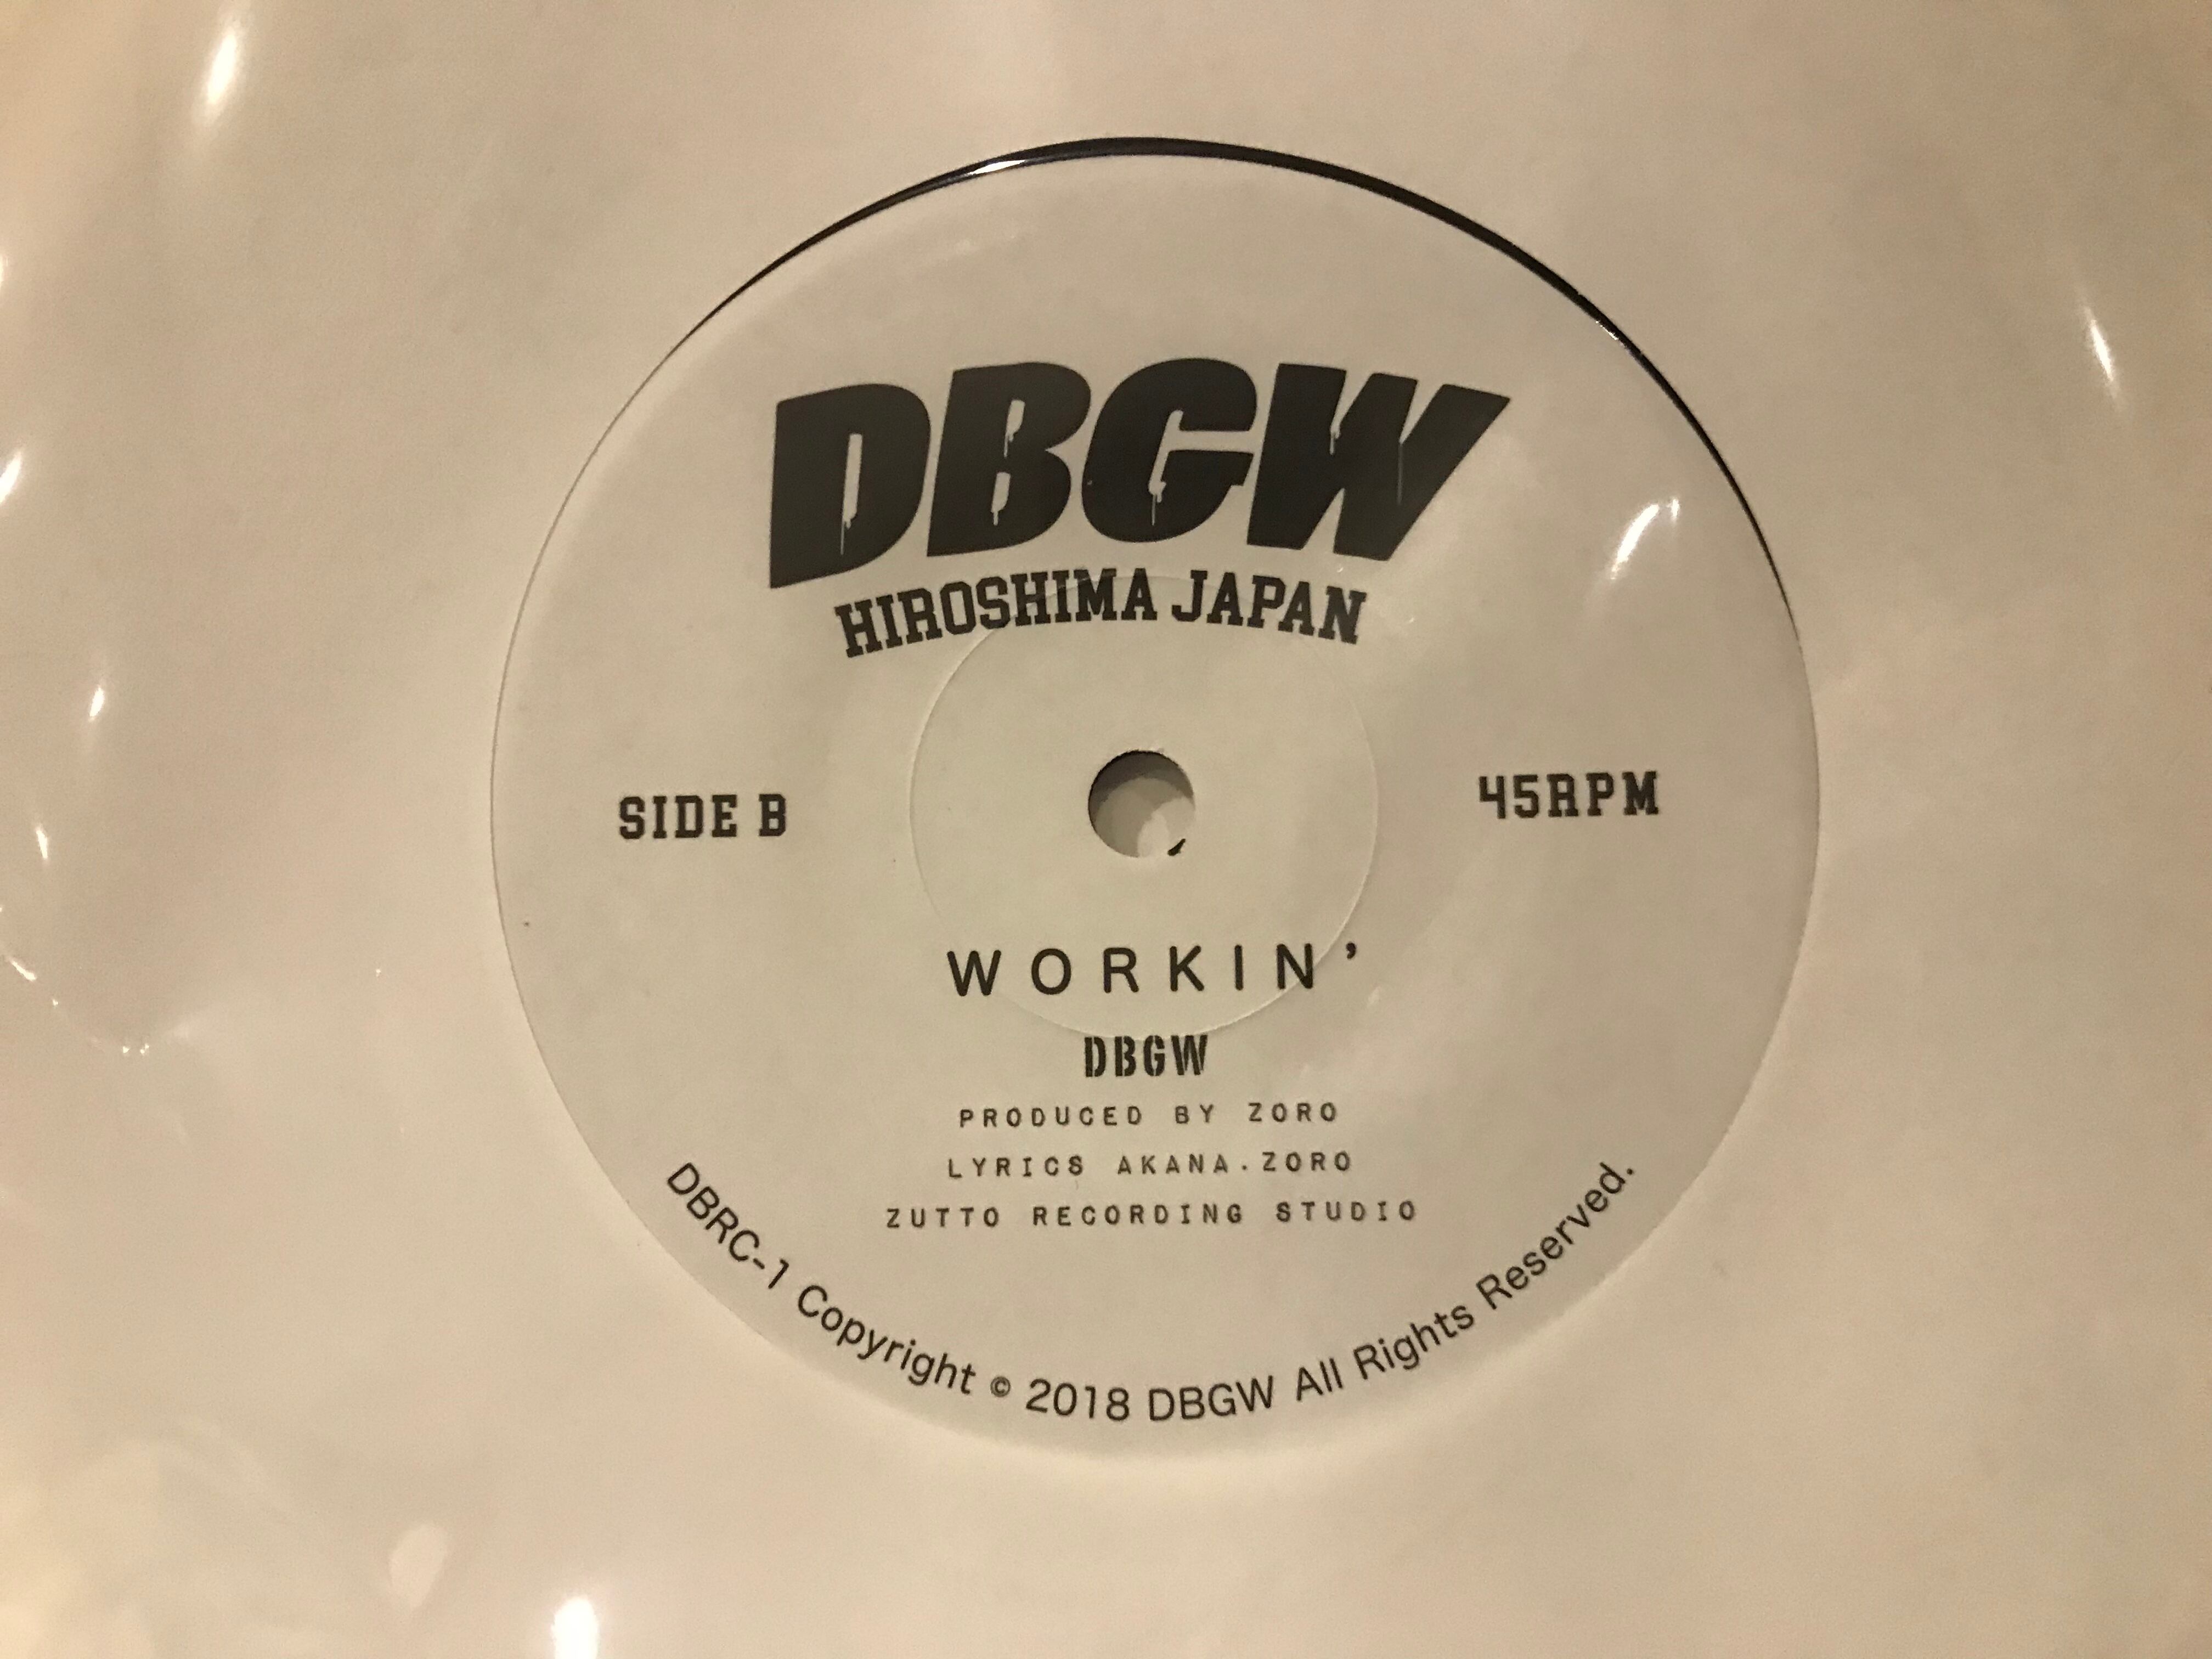 DBGW
HIROSHIMA JAPAN
SIDE B
45RPM
WORKIN’
DBGW
PRODUCED BY ZORO
LYRICS AKANA.ZORO
ZUTTO RECORDING STUDIO
DBRC-1 Copyright © 2018 DBGW All Rights Reserved.